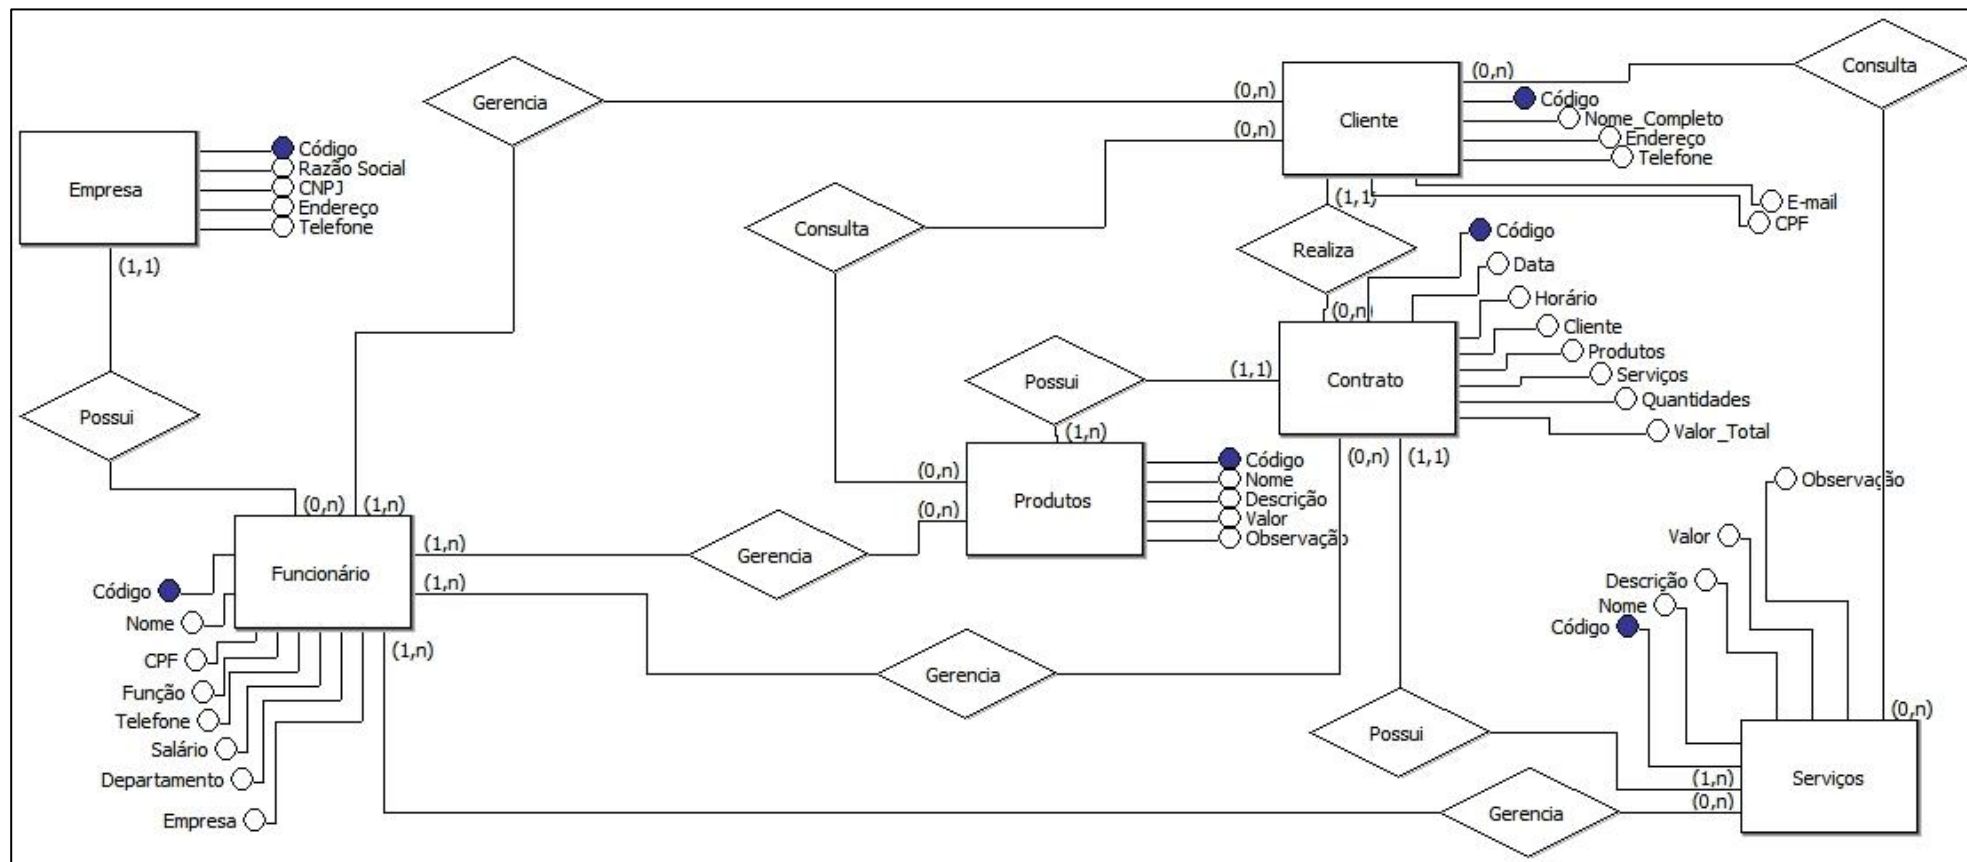 Gerencia
(0,n)
(0,n)
Cliente
(0,n)
Código
Nome_Completo
Endereço
Telefone
E-mail
CPF
Consulta
Empresa
Código
Razão Social
CNPJ
Endereço
Telefone
(1,1)
Consulta
(1,1)
Realiza
(0,n)
Código
Data
Horário
Cliente
Produtos
Serviços
Quantidades
Valor_Total
Contrato
Possui
(1,1)
(1,n)
Possui
(0,n)
(0,n)
Produtos
Código
Nome
Descrição
Valor
Observação
(0,n)
(1,1)
(0,n)
(1,n)
Funcionário
(1,n)
(1,n)
(1,n)
Gerencia
Gerencia
Código
Nome
CPF
Função
Telefone
Salário
Departamento
Empresa
Possui
Gerencia
Observação
Valor
Descrição
Nome
Código
(0,n)
(1,n)
(0,n)
Serviços